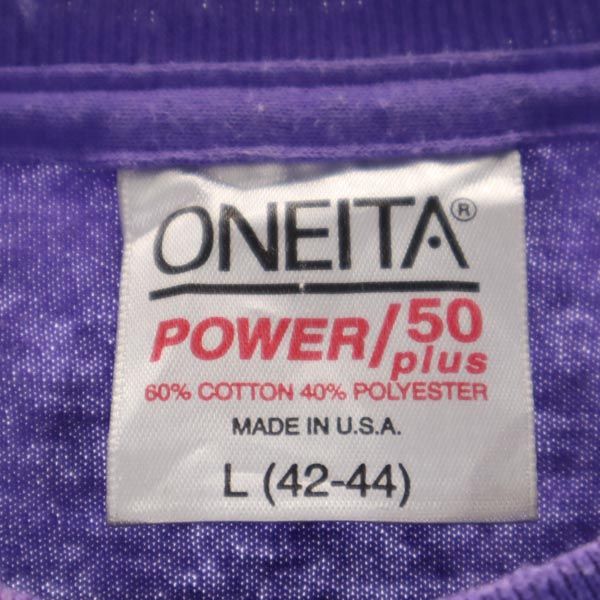 ONEITA®
POWER/50 plus
60% COTTON 40% POLYESTER
MADE IN U.S.A.
L (42-44)